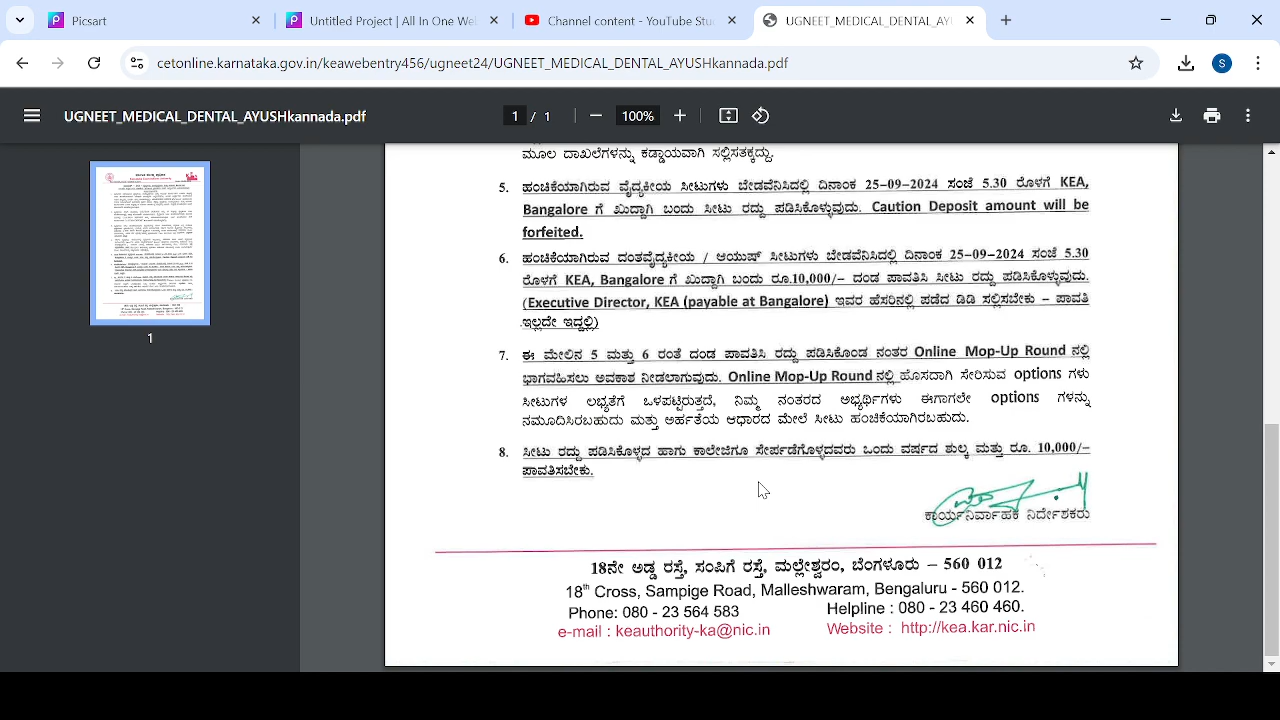 Picsart
Untitled Project | All In One We
Channel content - YouTube Stu
UGNEET_MEDICAL_DENTAL_AY
cetonline.karnataka.gov.in/keawebentry456/ugneet24/UGNEET_MEDICAL_DENTAL_AYUSHkannada.pdf
S
UGNEET_MEDICAL_DENTAL_AYUSHkannada.pdf
1 / 1
100%
1
ಮೂಲ ದಾಖಲೆಗಳನ್ನು ಕಡ್ಡಾಯವಾಗಿ ಸಲ್ಲಿಸತಕ್ಕದ್ದು.
5. ಹಂಚಿಕೆಯಾಗಿರುವ ವೈದ್ಯಕೀಯ ಸೀಟುಗಳು ಬೇಡವೆನಿಸಿದಲ್ಲಿ ದಿನಾಂಕ 25-09-2024 ಸಂಜೆ 5.30 ರೊಳಗೆ KEA,
Bangalore ಗೆ ಖುದ್ದಾಗಿ ಬಂದು ಸೀಟು ರದ್ದು ಪಡಿಸಿಕೊಳ್ಳುವುದು. Caution Deposit amount will be
forfeited.
6. ಹಂಚಿಕೆಯಾಗಿರುವ ದಂತವೈದ್ಯಕೀಯ / ಆಯುಷ್ ಸೀಟುಗಳು ಬೇಡವೆನಿಸಿದಲ್ಲಿ ದಿನಾಂಕ 25-09-2024 ಸಂಜೆ 5.30
ರೊಳಗೆ KEA, Bangalore ಗೆ ಖುದ್ದಾಗಿ ಬಂದು ರೂ.10,000/- ದಂಡ ಪಾವತಿಸಿ ಸೀಟು ರದ್ದು ಪಡಿಸಿಕೊಳ್ಳುವುದು.
(Executive Director, KEA (payable at Bangalore) ಇವರ ಹೆಸರಿನಲ್ಲಿ ಪಡೆದ ಡಿಡಿ ಸಲ್ಲಿಸಬೇಕು – ಪಾವತಿ
ಇಲ್ಲದೇ ಇದ್ದಲ್ಲಿ)
7. ಈ ಮೇಲಿನ 5 ಮತ್ತು 6 ರಂತೆ ದಂಡ ಪಾವತಿಸಿ ರದ್ದು ಪಡಿಸಿಕೊಂಡ ನಂತರ Online Mop-Up Round ನಲ್ಲಿ
ಭಾಗವಹಿಸಲು ಅವಕಾಶ ನೀಡಲಾಗುವುದು. Online Mop-Up Round ನಲ್ಲಿ ಹೊಸದಾಗಿ ಸೇರಿಸುವ options ಗಳು
ಸೀಟುಗಳ ಲಭ್ಯತೆಗೆ ಒಳಪಟ್ಟಿರುತ್ತದೆ, ನಿಮ್ಮ ನಂತರದ ಅಭ್ಯರ್ಥಿಗಳು ಈಗಾಗಲೇ options ಗಳನ್ನು
ನಮೂದಿಸಿರಬಹುದು ಮತ್ತು ಅರ್ಹತೆಯ ಆಧಾರದ ಮೇಲೆ ಸೀಟು ಹಂಚಿಕೆಯಾಗಿರಬಹುದು.
8. ಸೀಟು ರದ್ದು ಪಡಿಸಿಕೊಳ್ಳದ ಹಾಗು ಕಾಲೇಜಿಗೂ ಸೇರ್ಪಡೆಗೊಳ್ಳದವರು ಒಂದು ವರ್ಷದ ಶುಲ್ಕ ಮತ್ತು ರೂ. 10,000/-
ಪಾವತಿಸಬೇಕು.
ಕಾರ್ಯನಿರ್ವಾಹಕ ನಿರ್ದೇಶಕರು
18ನೇ ಅಡ್ಡ ರಸ್ತೆ, ಸಂಪಿಗೆ ರಸ್ತೆ, ಮಲ್ಲೇಶ್ವರಂ, ಬೆಂಗಳೂರು – 560 012
18th Cross, Sampige Road, Malleshwaram, Bengaluru - 560 012.
Phone: 080 - 23 564 583 Helpline : 080 - 23 460 460.
e-mail : keauthority-ka@nic.in Website : http://kea.kar.nic.in